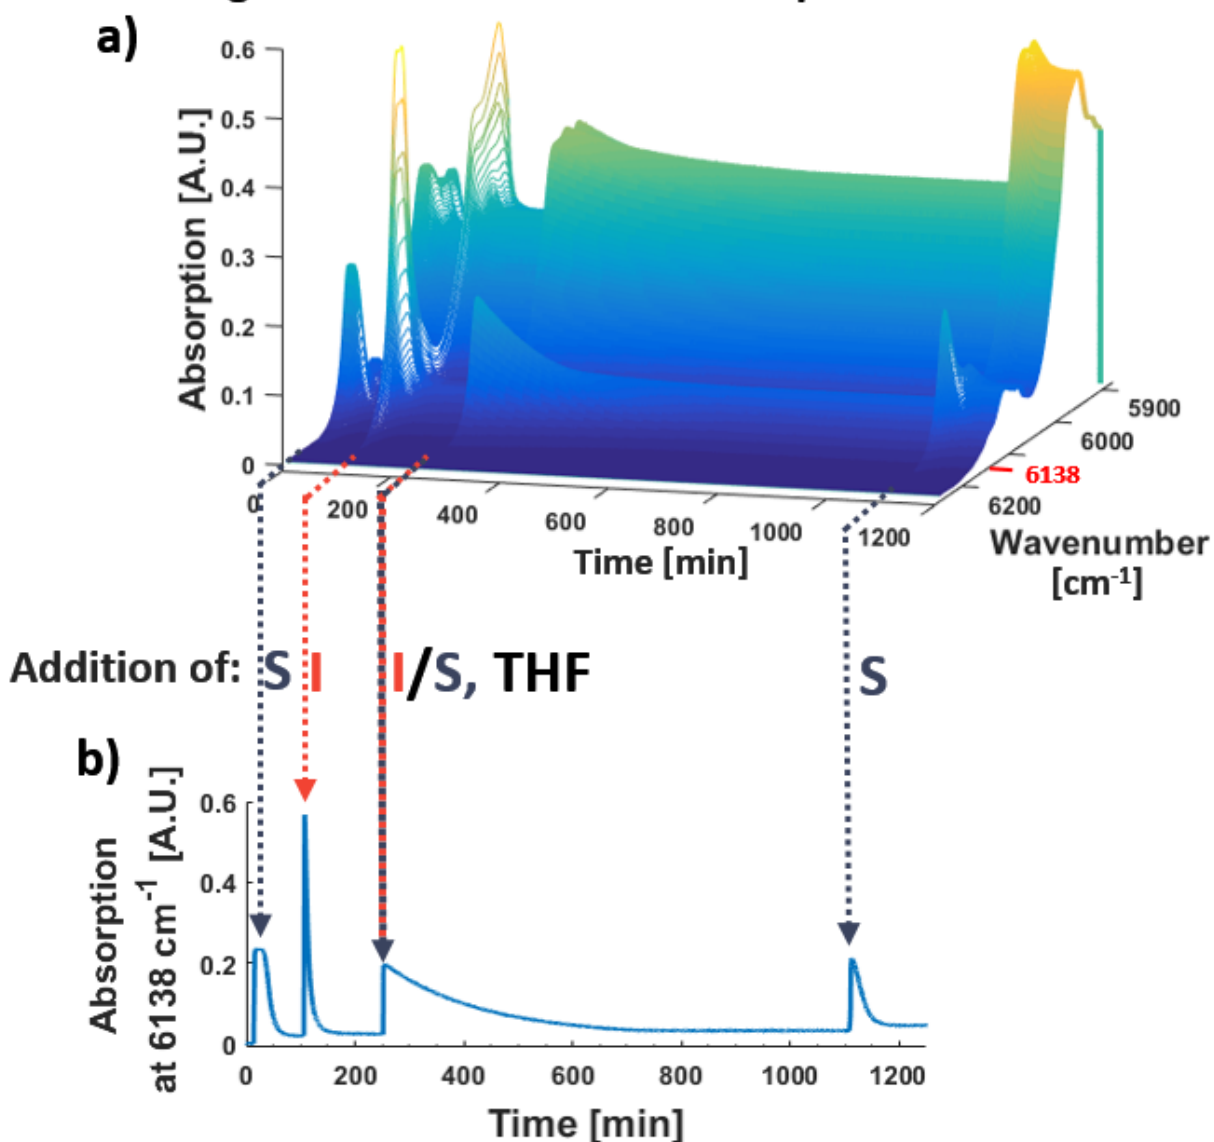 a)
Absorption [A.U.]
0.6
0.5
0.4
0.3
0.2
0.1
0
0
200
400
600
800
1000
1200
Time [min]
5900
6000
6138
6200
Wavenumber
[cm-1]
Addition of: S I I/S, THF S
b)
Absorption
at 6138 cm-1 [A.U.]
0.6
0.4
0.2
0
0 200 400 600 800 1000 1200
Time [min]